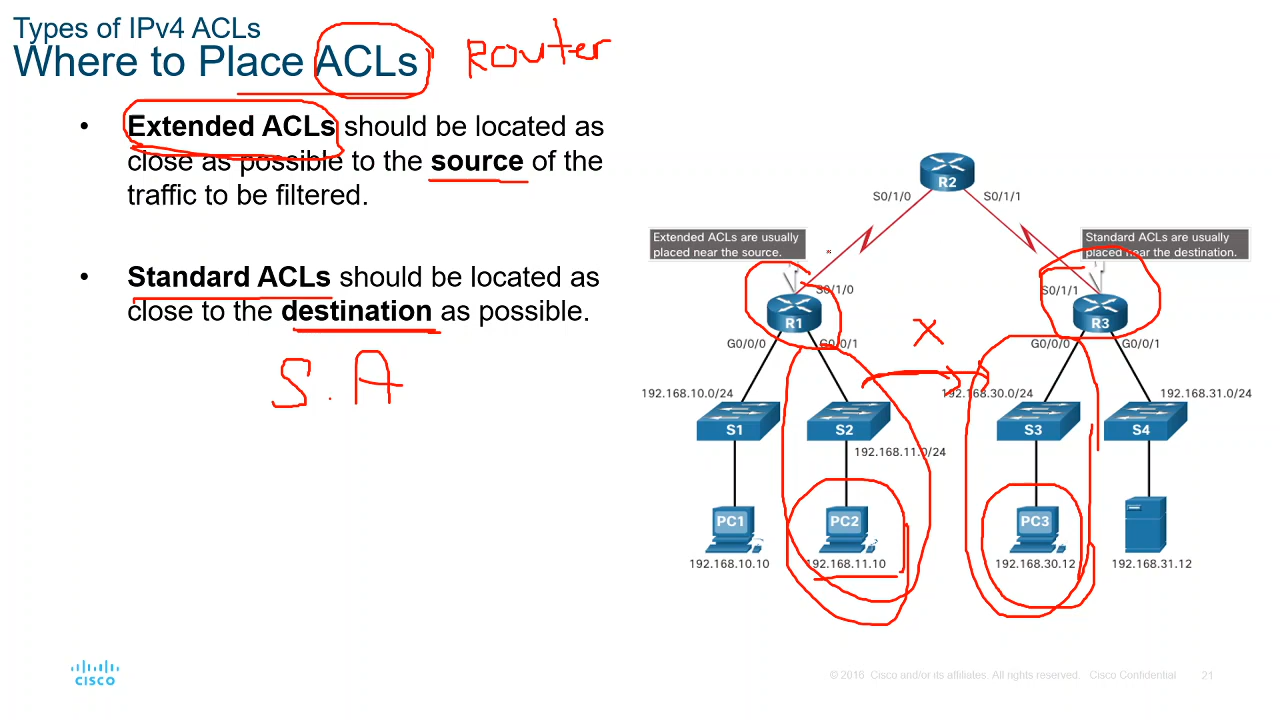 Types of IPv4 ACLs
Where to Place ACLs
Router
• Extended ACLs should be located as
close as possible to the source of the
traffic to be filtered.
• Standard ACLs should be located as
close to the destination as possible.
S.A
R2
S0/1/0
S0/1/1
Extended ACLs are usually
placed near the source.
Standard ACLs are usually
placed near the destination.
S0/1/0
S0/1/1
R1
X
R3
G0/0/0
G0/0/1
G0/0/0
G0/0/1
192.168.10.0/24
192.168.30.0/24
192.168.31.0/24
S1
S2
S3
S4
192.168.11.0/24
PC1
PC2
PC3
192.168.10.10
192.168.11.10
192.168.30.12
192.168.31.12
CISCO
© 2016 Cisco and/or its affiliates. All rights reserved. Cisco Confidential
21